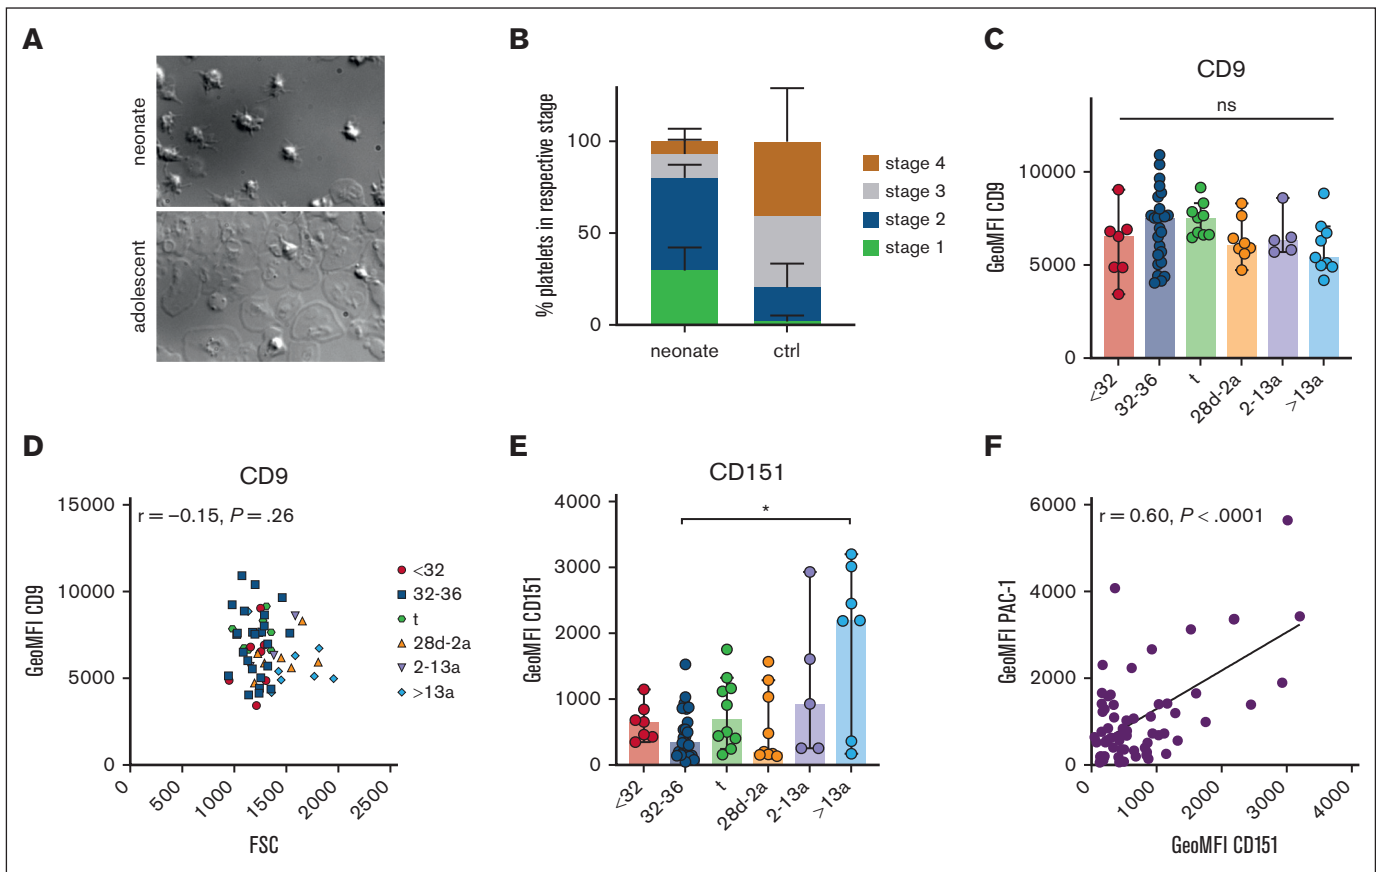 A
neonate
adolescent
B
% platelets in respective stage
100
50
0
neonate
ctrl
stage 4
stage 3
stage 2
stage 1
C
CD9
ns
GeoMFI CD9
10000
5000
0
<32
32-36
t
28d-2a
2-13a
>13a
D
CD9
r = −0.15, P = .26
GeoMFI CD9
15000
10000
5000
0
0
500
1000
1500
2000
2500
FSC
<32
32-36
t
28d-2a
2-13a
>13a
E
CD151
*
GeoMFI CD151
4000
3000
2000
1000
0
<32
32-36
t
28d-2a
2-13a
>13a
F
r = 0.60, P < .0001
GeoMFI PAC-1
6000
4000
2000
0
0
1000
2000
3000
4000
GeoMFI CD151